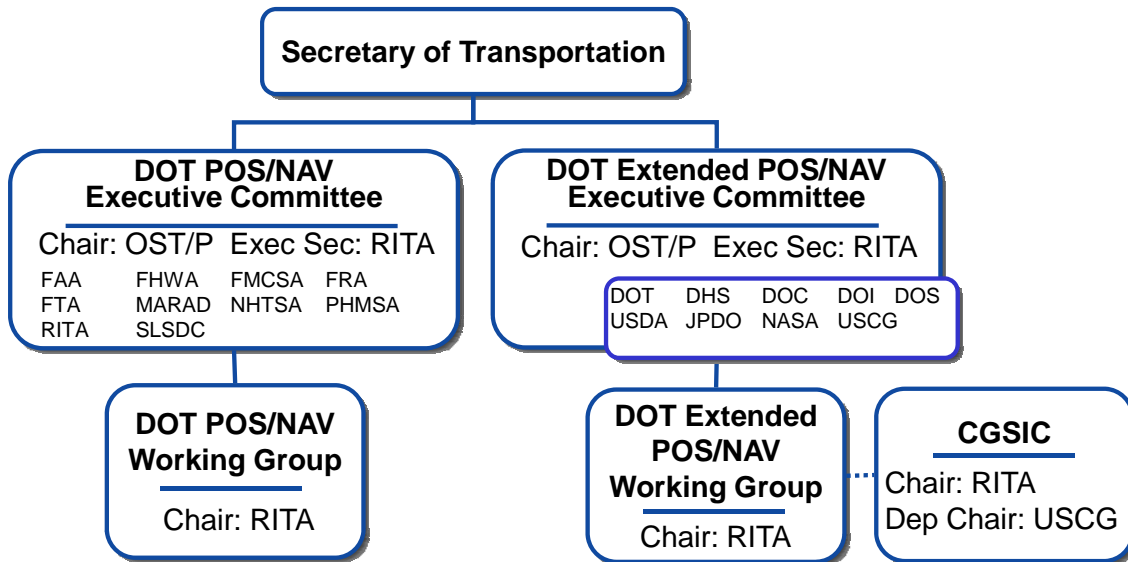 Secretary of Transportation
DOT POS/NAV
Executive Committee
Chair: OST/P Exec Sec: RITA
FAA FHWA FMCSA FRA
FTA MARAD NHTSA PHMSA
RITA SLSDC
DOT Extended POS/NAV
Executive Committee
Chair: OST/P Exec Sec: RITA
DOT DHS DOC DOI DOS
USDA JPDO NASA USCG
DOT POS/NAV
Working Group
Chair: RITA
DOT Extended
POS/NAV
Working Group
Chair: RITA
CGSIC
Chair: RITA
Dep Chair: USCG